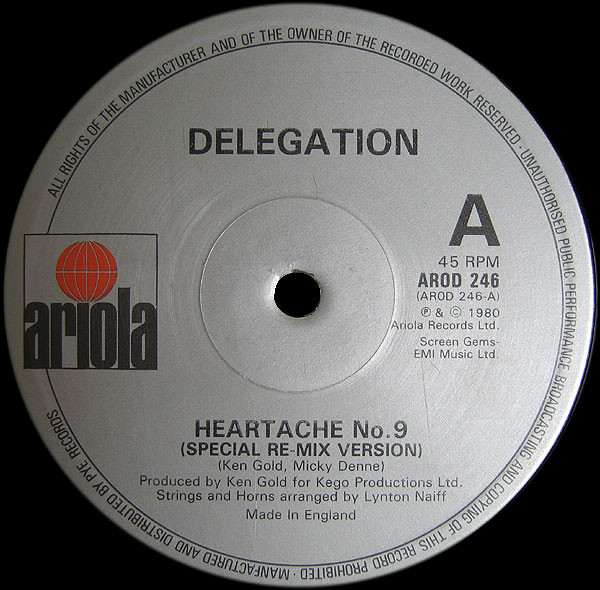 ALL RIGHTS OF THE MANUFACTURER AND OF THE OWNER OF THE RECORDED WORK RESERVED · UNAUTHORISED PUBLIC PERFORMANCE BROADCASTING AND COPYING OF THIS RECORD PROHIBITED · MANFACTURED AND DISTRIBUTED BY PYE RECORDS
DELEGATION
A
ariola
45 RPM
AROD 246
(AROD 246-A)
℗ & © 1980
Ariola Records Ltd.
Screen Gems-
EMI Music Ltd.
HEARTACHE No.9
(SPECIAL RE-MIX VERSION)
(Ken Gold, Micky Denne)
Produced by Ken Gold for Kego Productions Ltd.
Strings and Horns arranged by Lynton Naiff
Made In England